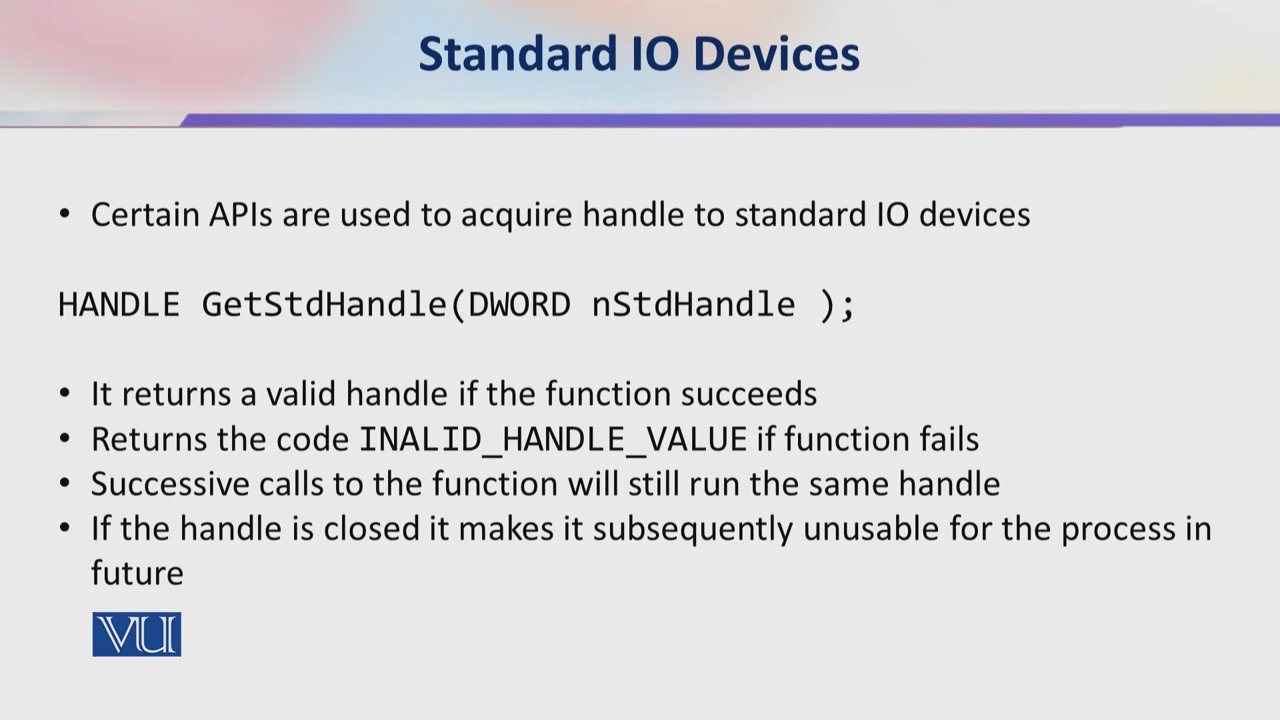 Standard IO Devices
• Certain APIs are used to acquire handle to standard IO devices
HANDLE GetStdHandle(DWORD nStdHandle );
• It returns a valid handle if the function succeeds
• Returns the code INALID_HANDLE_VALUE if function fails
• Successive calls to the function will still run the same handle
• If the handle is closed it makes it subsequently unusable for the process in
future
VU